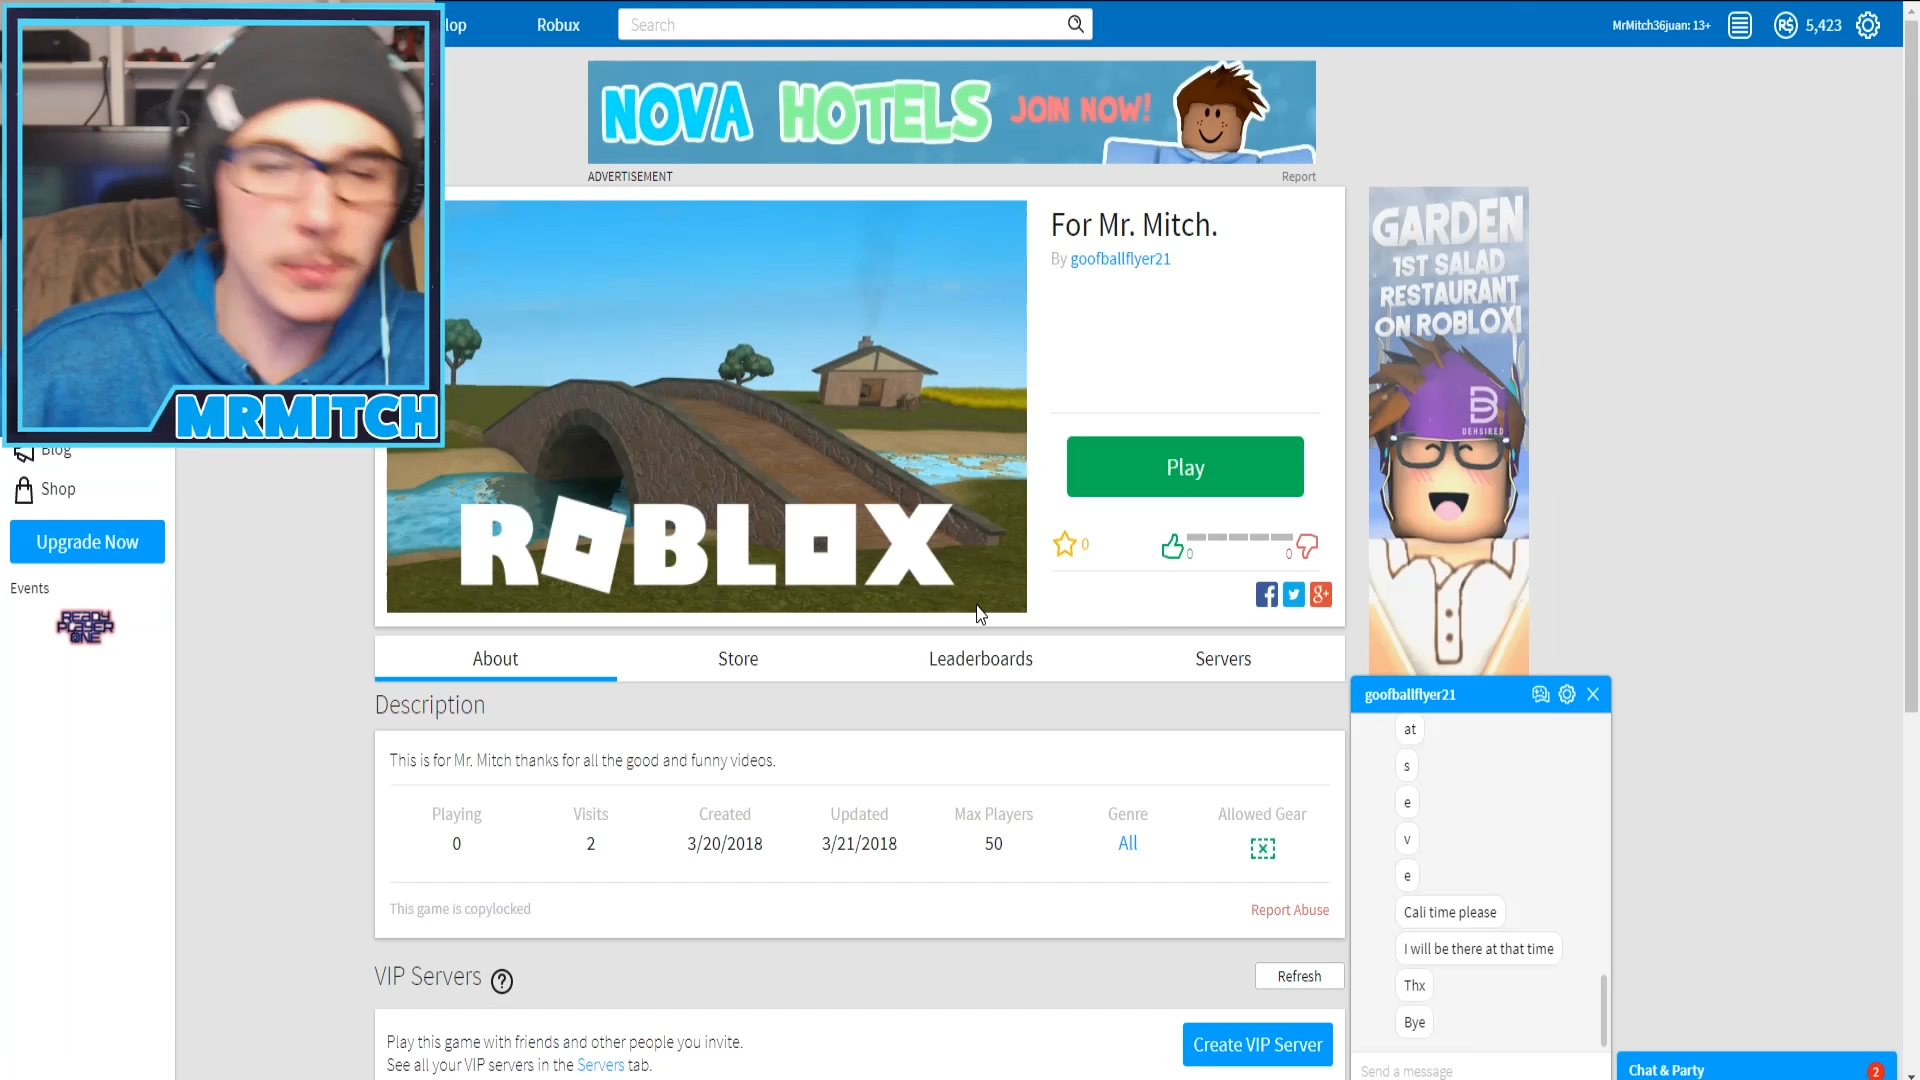 Robux
Search
MrMitch36juan: 13+
R$
5,423
NOVA HOTELS JOIN NOW!
ADVERTISEMENT
Report
MRMITCH
Blog
Shop
Upgrade Now
Events
READY
PLAYER
ONE
ROBLOX
For Mr. Mitch.
By goofballflyer21
Play
0
0
0
GARDEN
1ST SALAD
RESTAURANT
ON ROBLOX!
DEHSIRED
About
Store
Leaderboards
Servers
Description
This is for Mr. Mitch thanks for all the good and funny videos.
Playing
Visits
Created
Updated
Max Players
Genre
Allowed Gear
0
2
3/20/2018
3/21/2018
50
All
This game is copylocked
Report Abuse
VIP Servers
Refresh
Play this game with friends and other people you invite.
See all your VIP servers in the Servers tab.
Create VIP Server
goofballflyer21
at
s
e
v
e
Cali time please
I will be there at that time
Thx
Bye
Send a message
Chat & Party
2